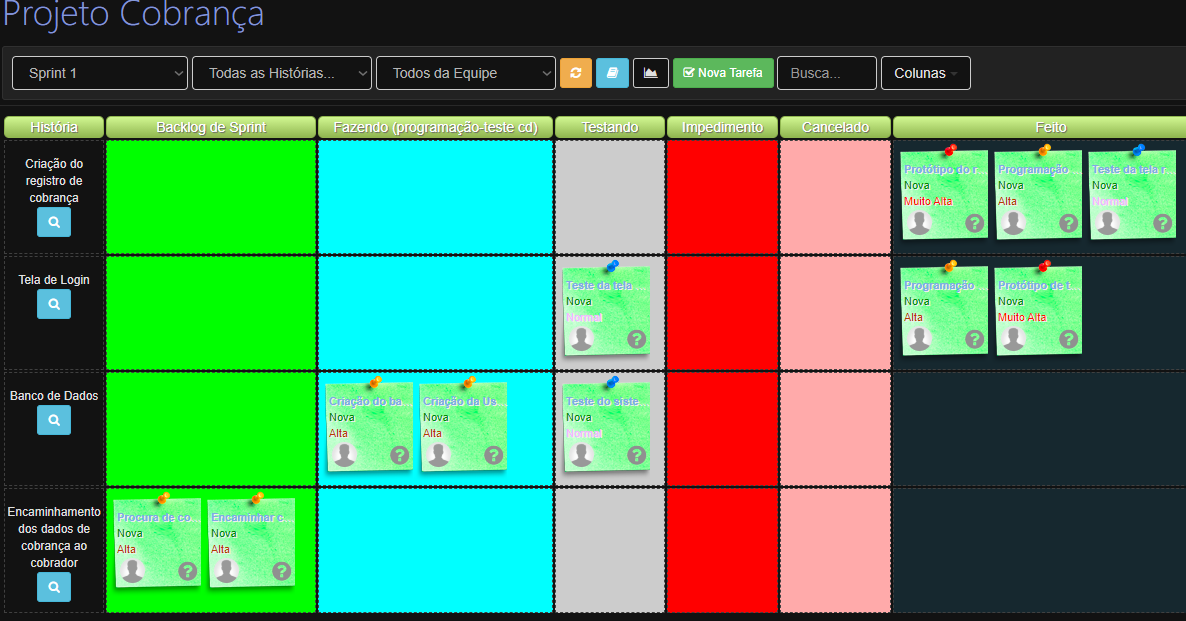 Projeto Cobrança
Sprint 1 Todas as Histórias... Todos da Equipe Nova Tarefa Busca... Colunas
História Backlog de Sprint Fazendo (programação-teste cd) Testando Impedimento Cancelado Feito
Criação do
registro de
cobrança
Protótipo do r
Nova
Muito Alta
Programação
Nova
Alta
Teste da tela r
Nova
Normal
Tela de Login
Teste da tela
Nova
Normal
Programação
Nova
Alta
Protótipo de t
Nova
Muito Alta
Banco de Dados
Criação do ba
Nova
Alta
Criação da Us
Nova
Alta
Teste do siste
Nova
Normal
Encaminhamento
dos dados de
cobrança ao
cobrador
Procura de co
Nova
Alta
Encaminhar c
Nova
Alta